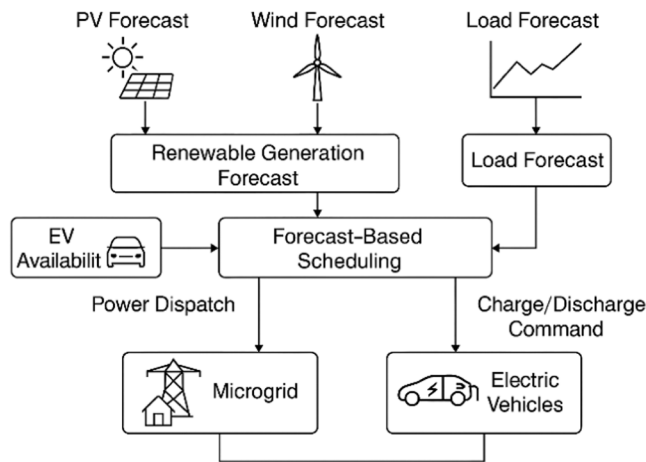 PV Forecast
Wind Forecast
Load Forecast
Renewable Generation
Forecast
Load Forecast
EV
Availabilit
Forecast-Based
Scheduling
Power Dispatch
Charge/Discharge
Command
Microgrid
Electric
Vehicles